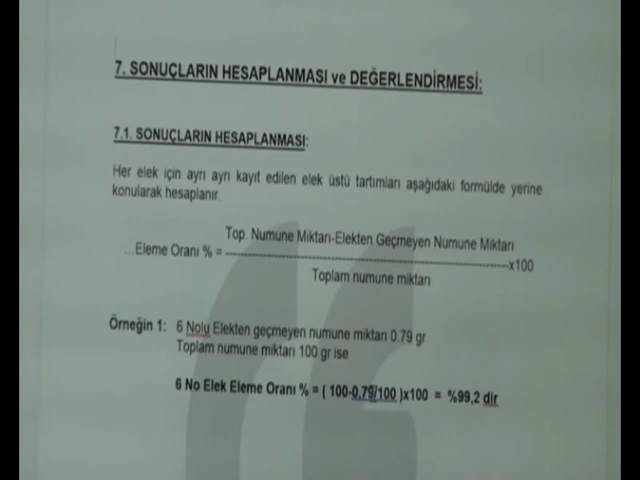 7. SONUÇLARIN HESAPLANMASI ve DEĞERLENDİRMESİ:
7.1. SONUÇLARIN HESAPLANMASI:
Her elek için ayrı ayrı kayıt edilen elek üstü tartımları aşağıdaki formülde yerine
konularak hesaplanır.
Top. Numune Miktarı-Elekten Geçmeyen Numune Miktarı
...Eleme Oranı % = ----------------------------------------x100
Toplam numune miktarı
Örneğin 1: 6 Nolu Elekten geçmeyen numune miktarı 0.79 gr
Toplam numune miktarı 100 gr ise
6 No Elek Eleme Oranı % = ( 100-0,79/100 )x100 = %99,2 dir